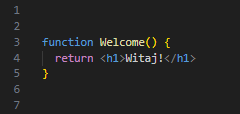 1
2
3 function Welcome() {
4   return <h1>Witaj!</h1>
5 }
6
7